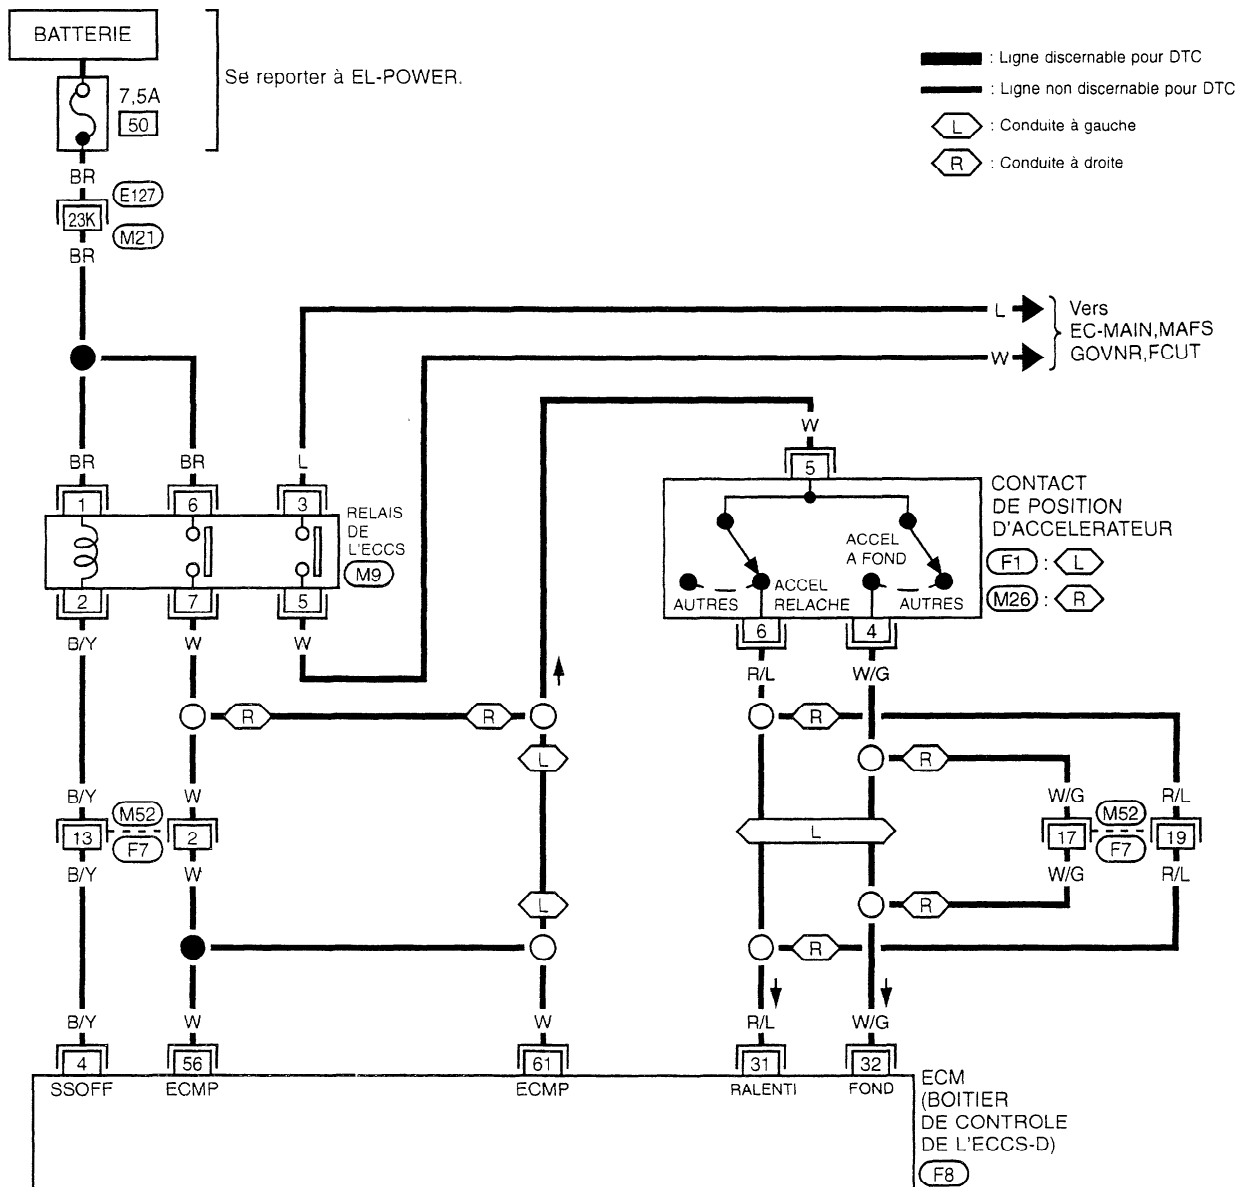 BATTERIE
Se reporter à EL-POWER.
7,5A
50
BR
E127
23K
M21
BR
: Ligne discernable pour DTC
: Ligne non discernable pour DTC
L : Conduite à gauche
R : Conduite à droite
L
W
Vers
EC-MAIN,MAFS
GOVNR,FCUT
BR BR L
1 6 3
RELAIS
DE
L'ECCS
M9
2 7 5
B/Y W W
W
5
CONTACT
DE POSITION
D'ACCELERATEUR
F1 : L
M26 : R
ACCEL
A FOND
AUTRES
ACCEL
RELACHE
AUTRES
6 4
R/L W/G
R R R
L R
B/Y W
M52
13 2
F7
B/Y W
L
W/G R/L
M52
17 19
F7
W/G R/L
L R
R
B/Y W W R/L W/G
4 56 61 31 32
SSOFF ECMP ECMP RALENTI FOND
ECM
(BOITIER
DE CONTROLE
DE L'ECCS-D)
F8